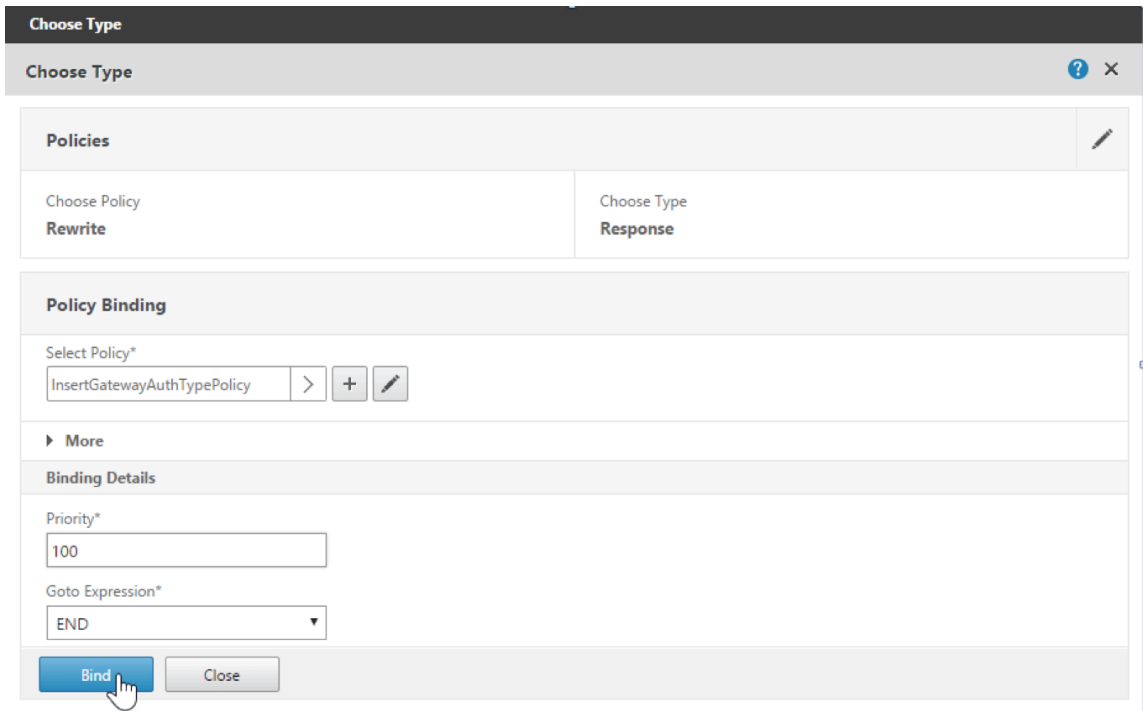 Choose Type
Choose Type
?
Policies
Choose Policy
Choose Type
Rewrite
Response
Policy Binding
Select Policy*
InsertGatewayAuthTypePolicy
+
More
Binding Details
Priority*
100
Goto Expression*
END
Bind
Close